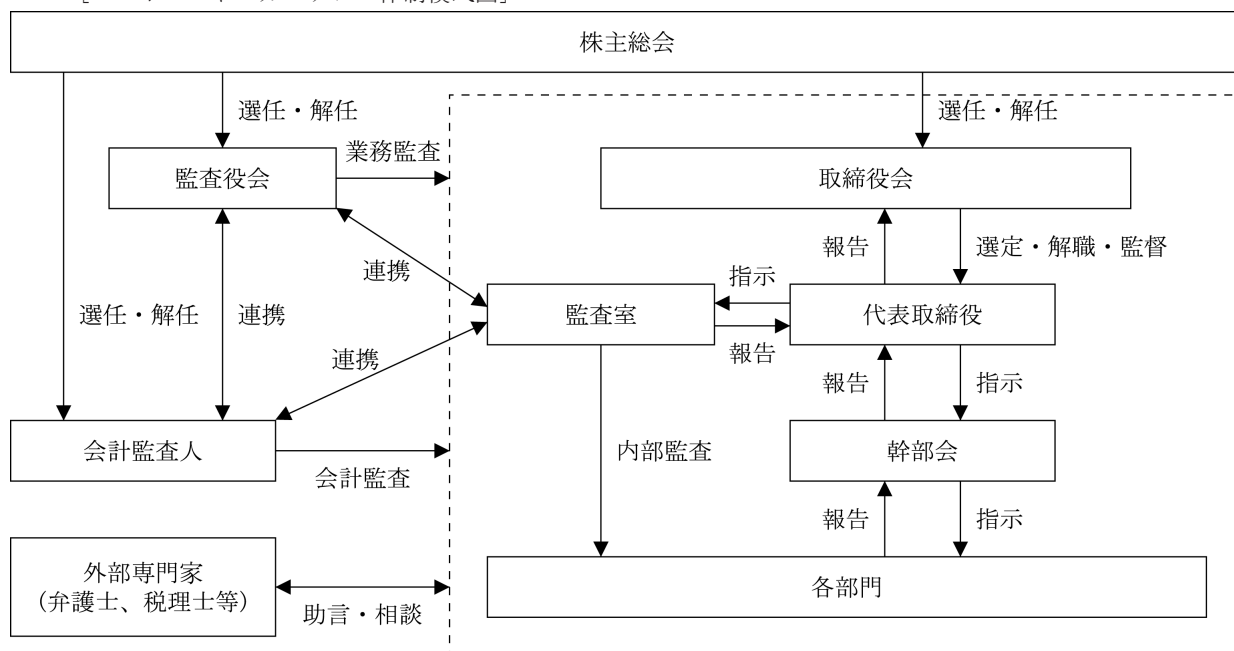 株主総会
選任・解任
選任・解任
業務監査
監査役会
取締役会
報告
選定・解職・監督
連携
指示
監査室
代表取締役
選任・解任
連携
報告
連携
報告
指示
会計監査人
内部監査
幹部会
会計監査
報告
指示
外部専門家
(弁護士、税理士等)
助言・相談
各部門